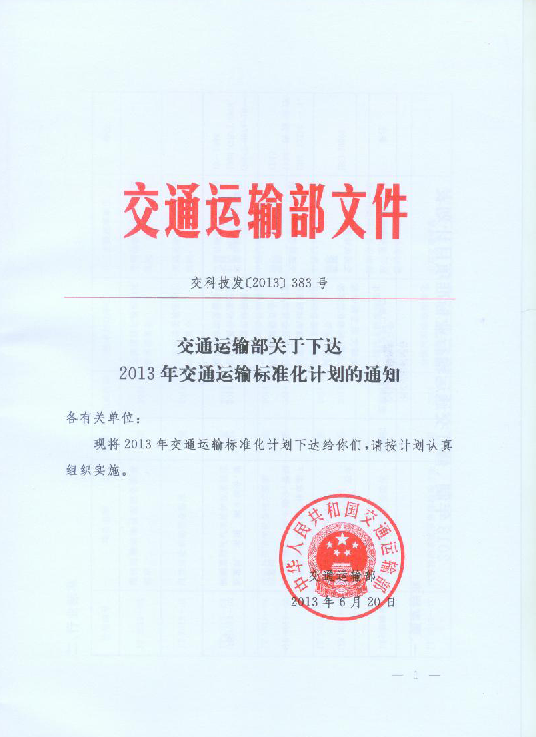 交通运输部文件
交科技发〔2013〕383号
交通运输部关于下达
2013年交通运输标准化计划的通知
各有关单位：
现将2013年交通运输标准化计划下达给你们,请按计划认真
组织实施。
中华人民共和国交通运输部
交通运输部
2013年6月20日
— 1 —